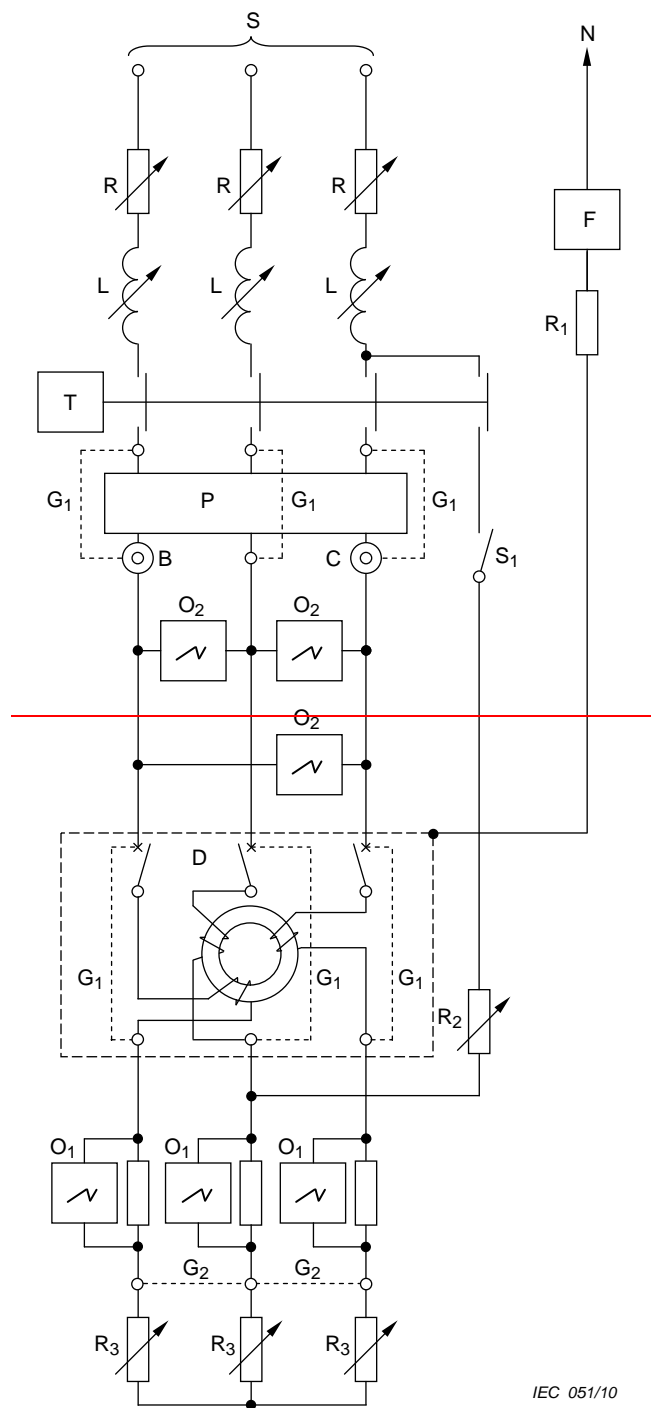 S
N
R R R
F
L L L
R1
T
G1 P G1 G1
B C
S1
O2 O2
O2
D
G1 G1 G1
R2
O1 O1 O1
G2 G2
R3 R3 R3
IEC 051/10